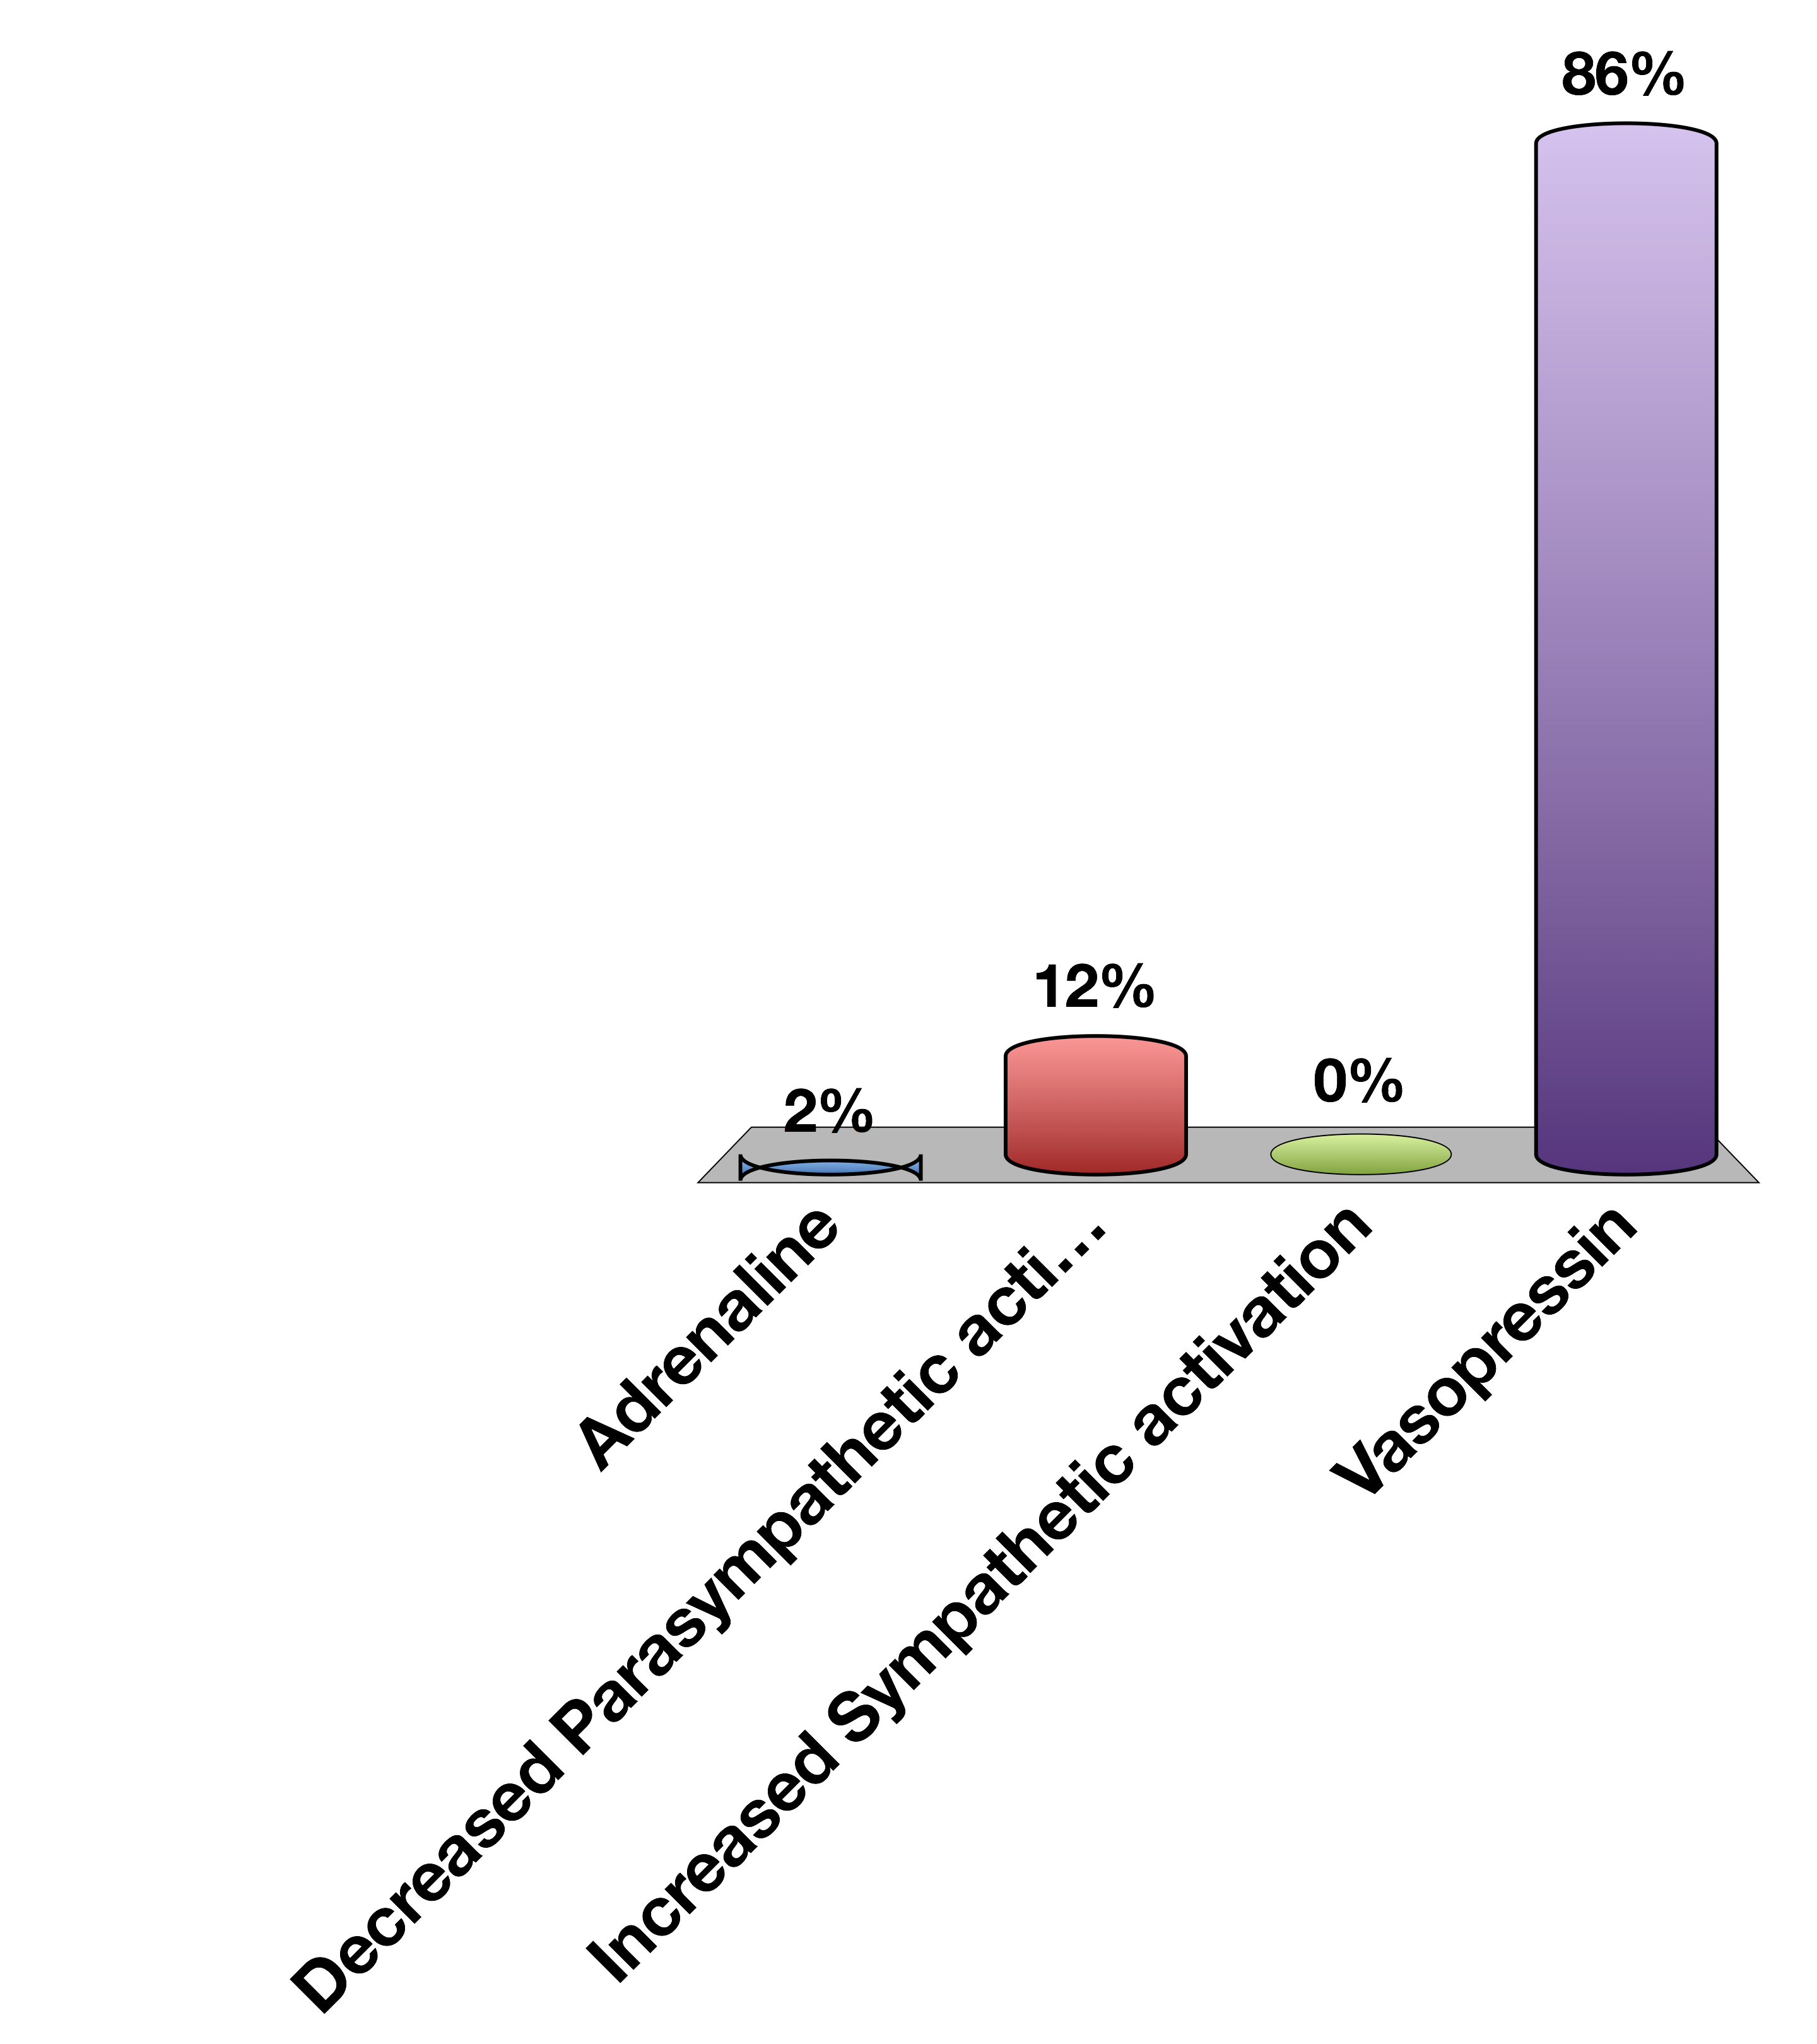 86%
12%
0%
2%
Adrenaline
Decreased Parasympathetic acti…
Increased Sympathetic activation
Vasopressin